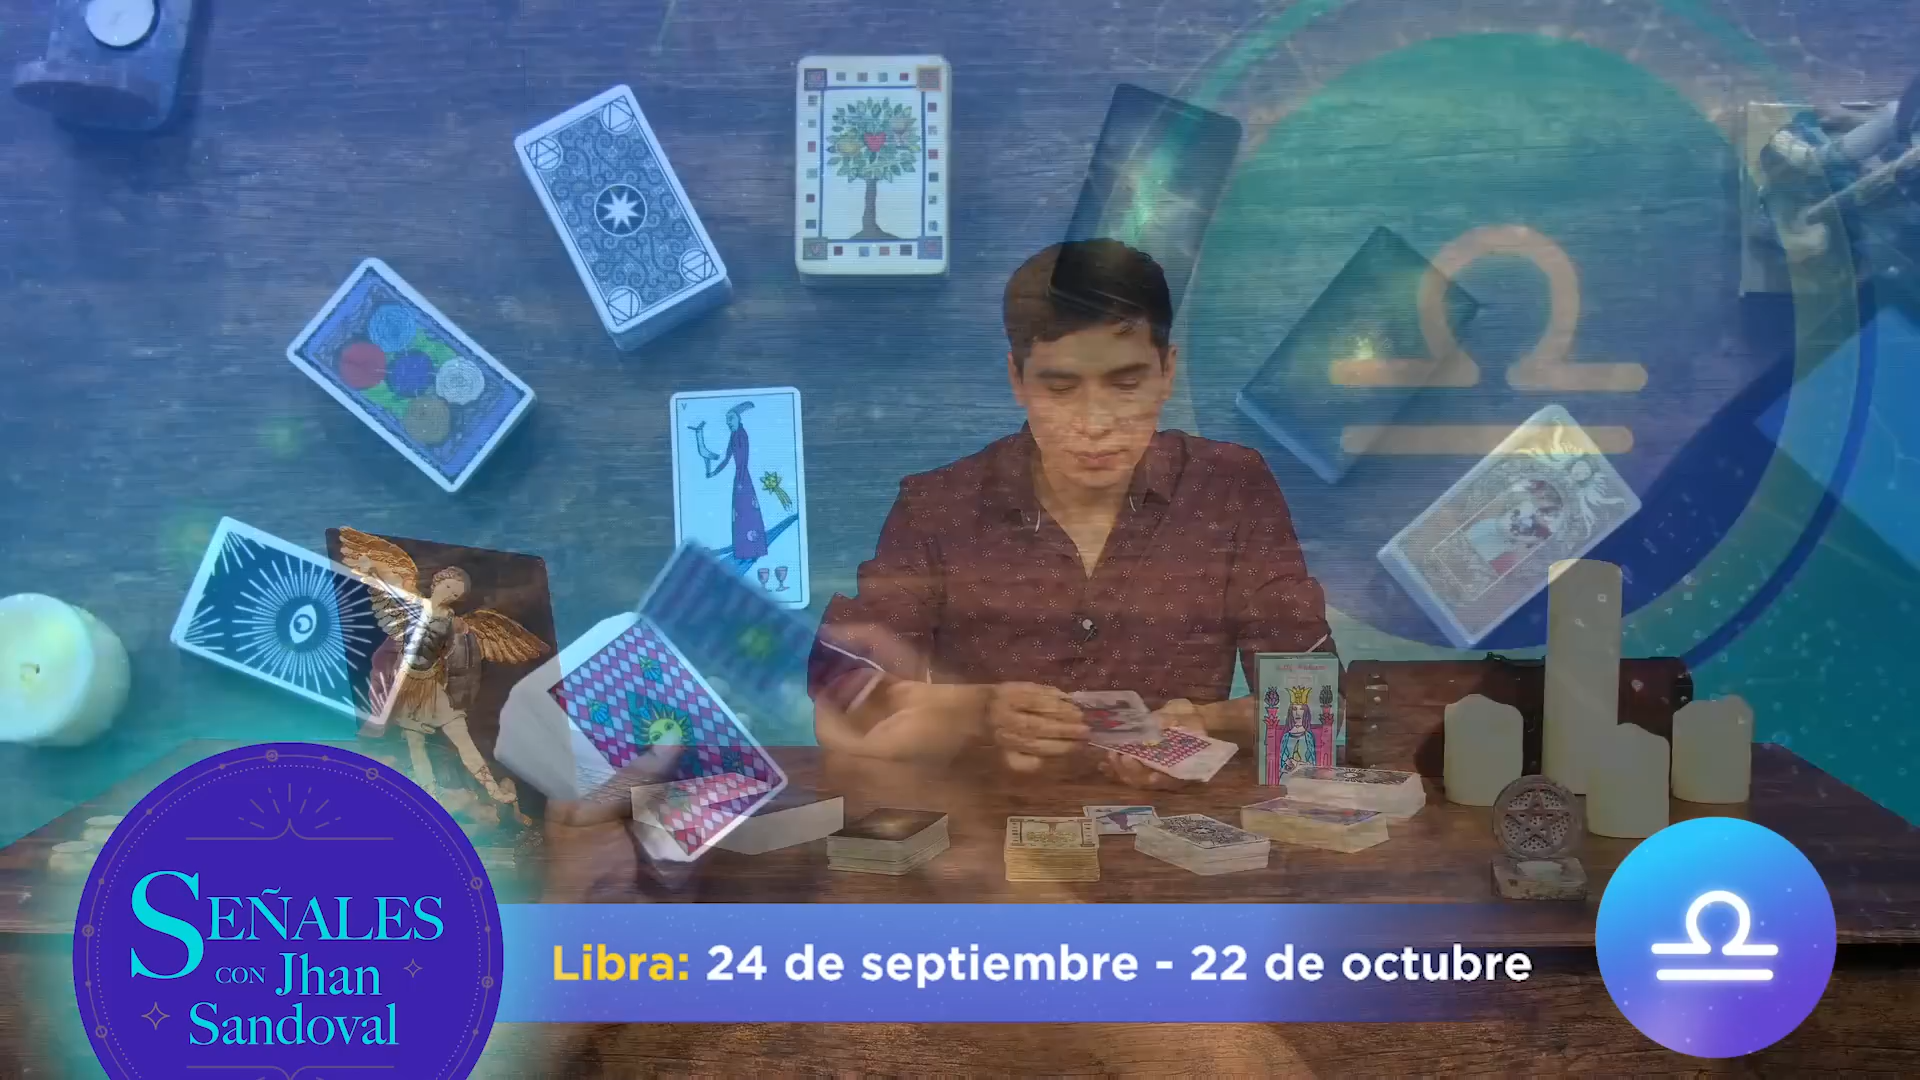 SEÑALES
CON Jhan
Sandoval
Libra: 24 de septiembre - 22 de octubre
V